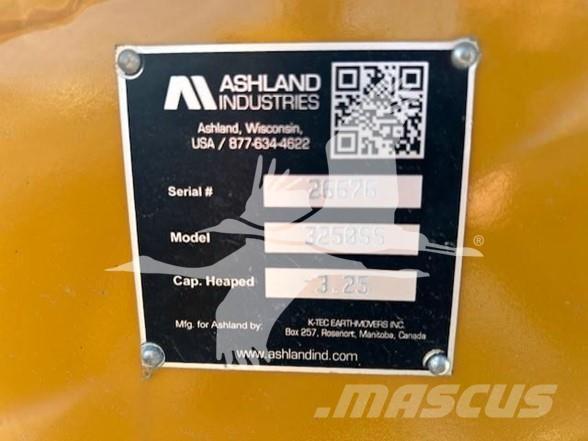 ASHLAND
INDUSTRIES
Ashland, Wisconsin,
USA / 877-634-4622
Serial # 26676
Model 3250SS
®
Cap. Heaped 3.25
Mfg. for Ashland by: K-TEC EARTHMOVERS INC.
Box 257, Rosenort, Manitoba, Canada
www.ashlandind.com
MASCUS